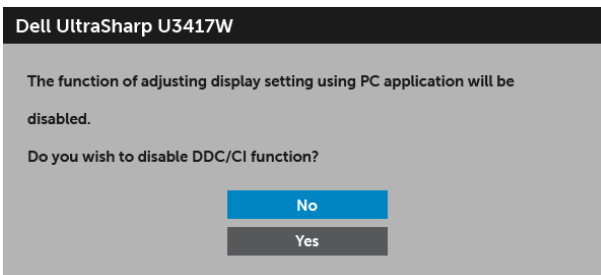 Dell UltraSharp U3417W
The function of adjusting display setting using PC application will be
disabled.
Do you wish to disable DDC/CI function?
No
Yes